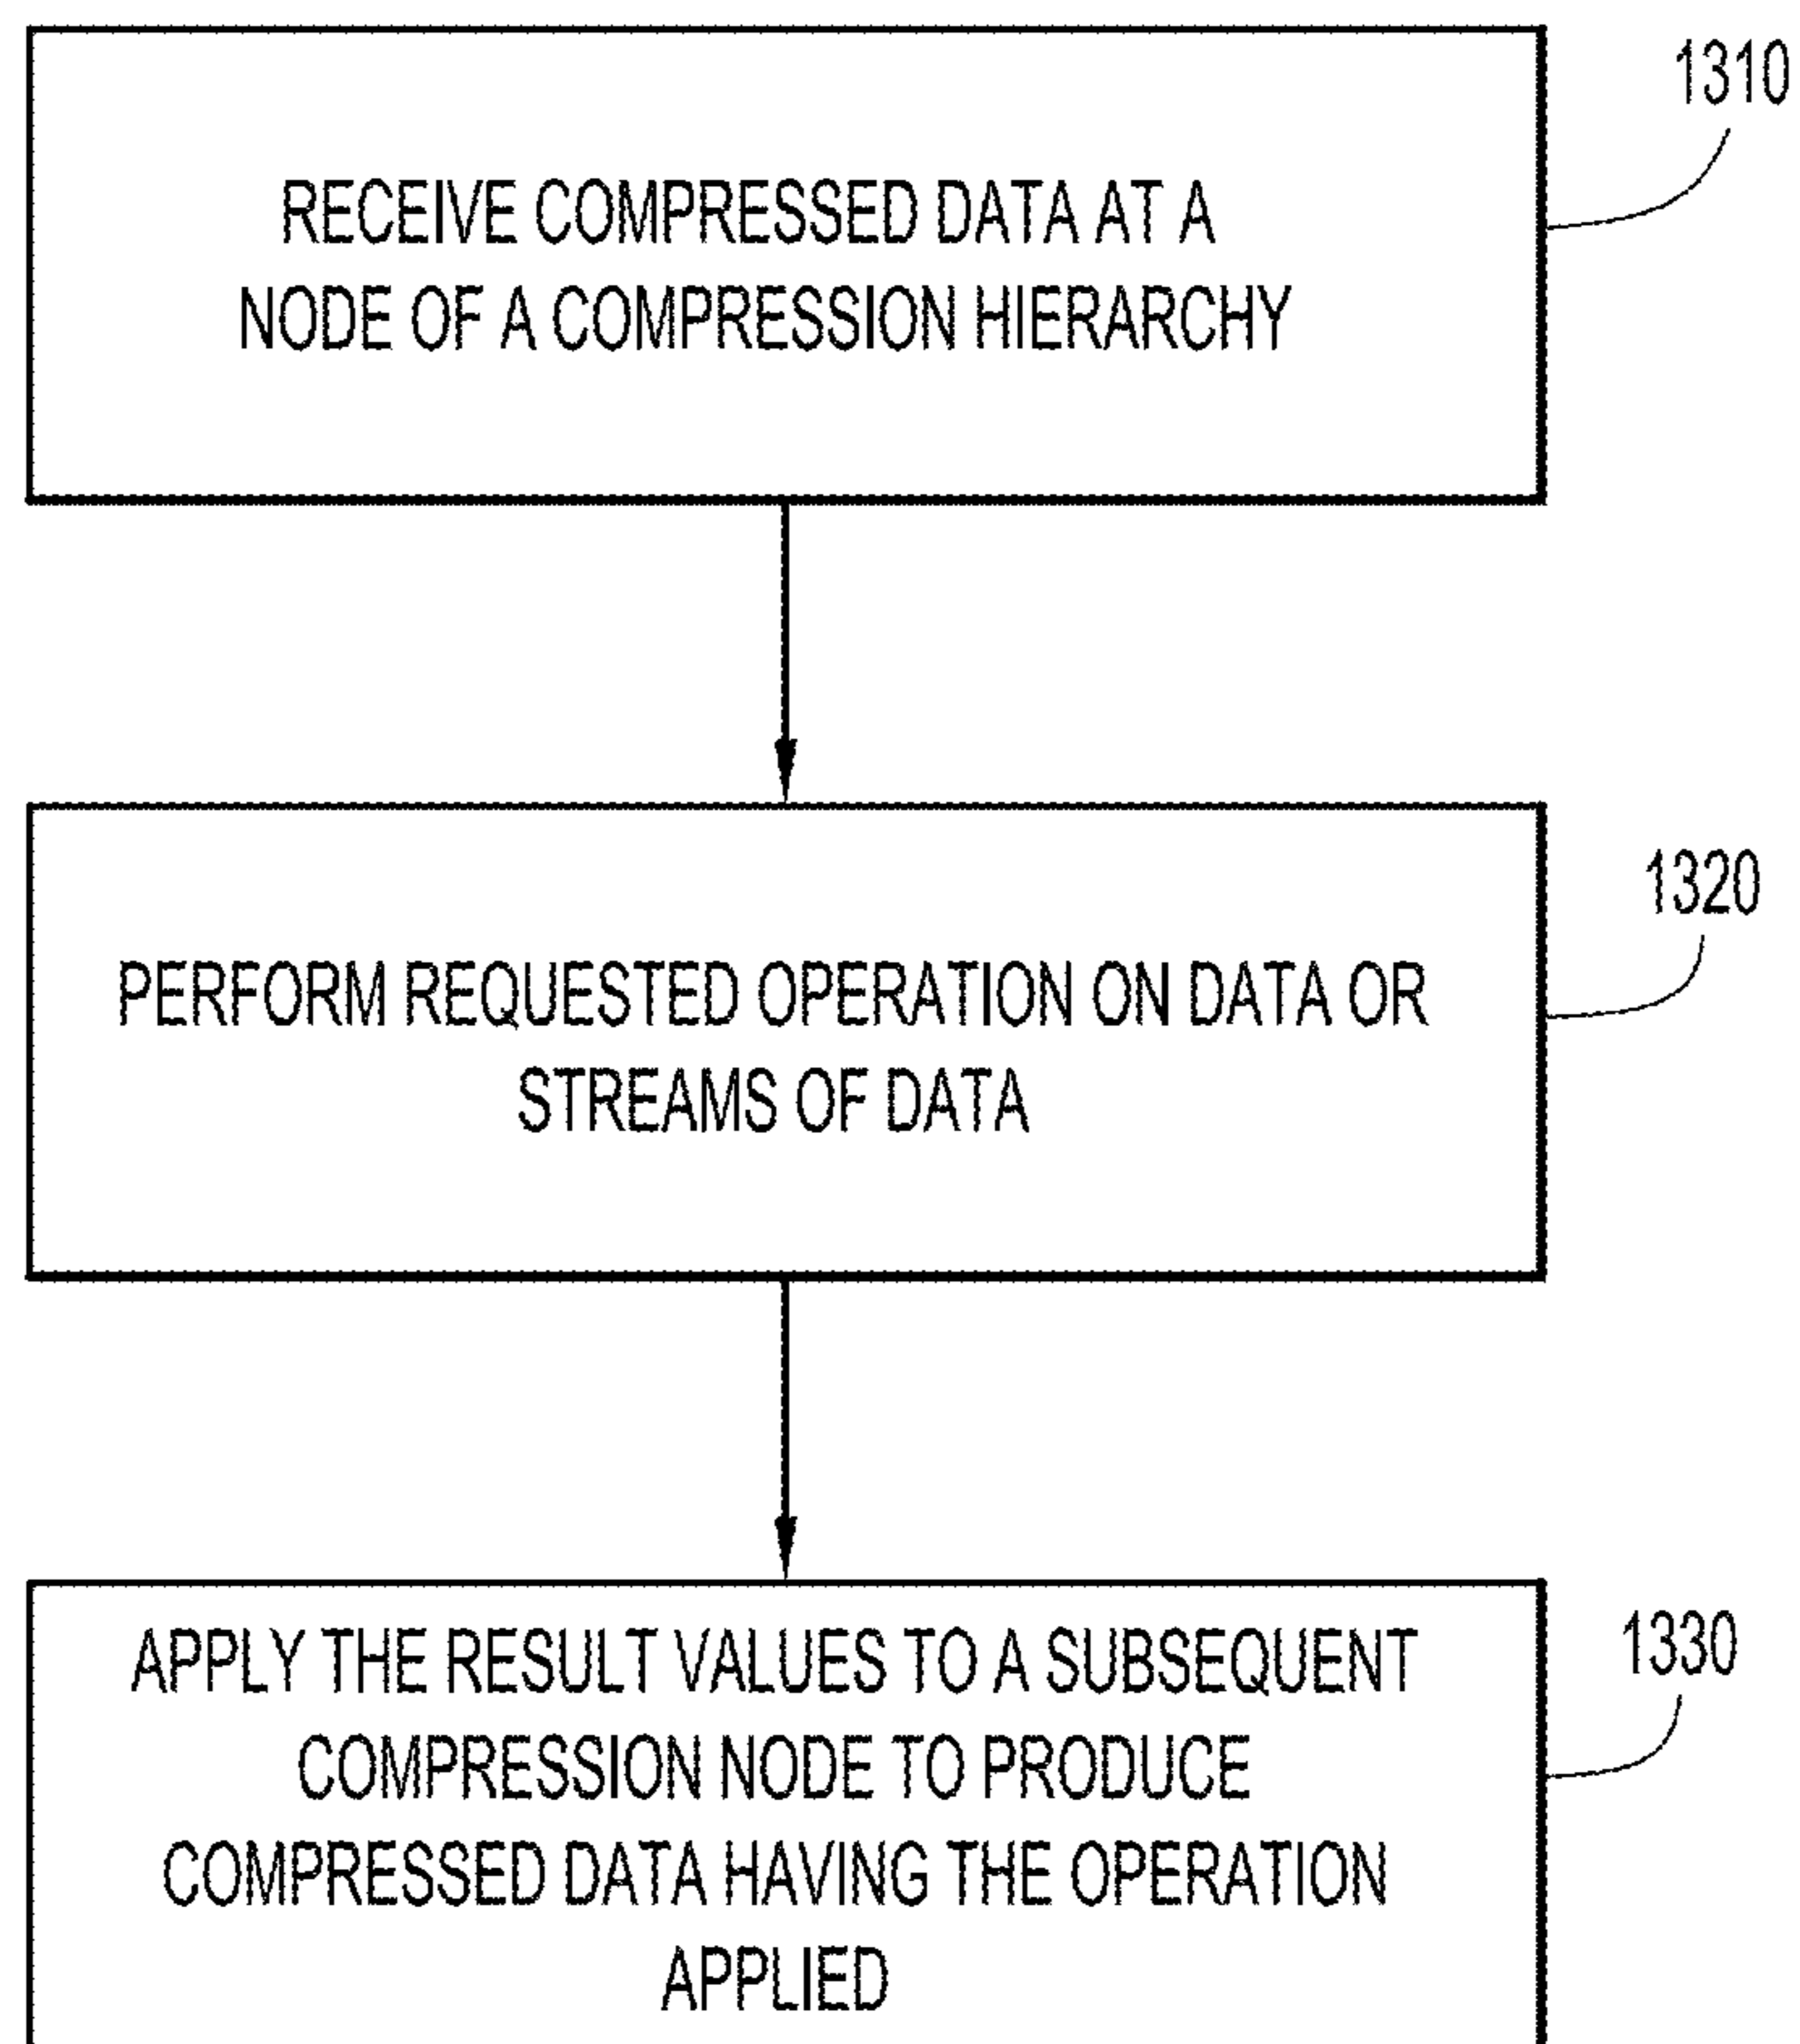 1310
RECEIVE COMPRESSED DATA AT A
NODE OF A COMPRESSION HIERARCHY
1320
PERFORM REQUESTED OPERATION ON DATA OR
STREAMS OF DATA
1330
APPLY THE RESULT VALUES TO A SUBSEQUENT
COMPRESSION NODE TO PRODUCE
COMPRESSED DATA HAVING THE OPERATION
APPLIED